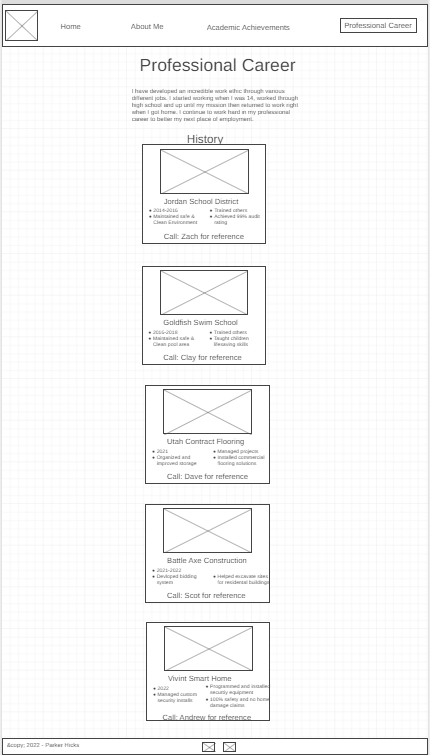 Home About Me Academic Achievements Professional Career
Professional Career
I have developed an incredible work ethic through various
different jobs. I started working when I was 14, worked through
high school and up until my mission then returned to work right
when I got home. I continue to work hard in my professional
career to better my next place of employment.
History
Jordan School District
● 2014-2016
● Maintained safe &
Clean Environment
● Trained others
● Achieved 99% audit
rating
Call: Zach for reference
Goldfish Swim School
● 2016-2018
● Maintained safe &
Clean pool area
● Trained others
● Taught children
lifesaving skills
Call: Clay for reference
Utah Contract Flooring
● 2021
● Organized and
improved storage
● Managed projects
● Installed commercial
flooring solutions
Call: Dave for reference
Battle Axe Construction
● 2021-2022
● Devloped bidding
system
● Helped excavate sites
for residential buildings
Call: Scot for reference
Vivint Smart Home
● 2022
● Managed custom
security installs
● Programmed and installed
security equipment
● 100% safety and no home
damage claims
Call: Andrew for reference
&copy; 2022 - Parker Hicks